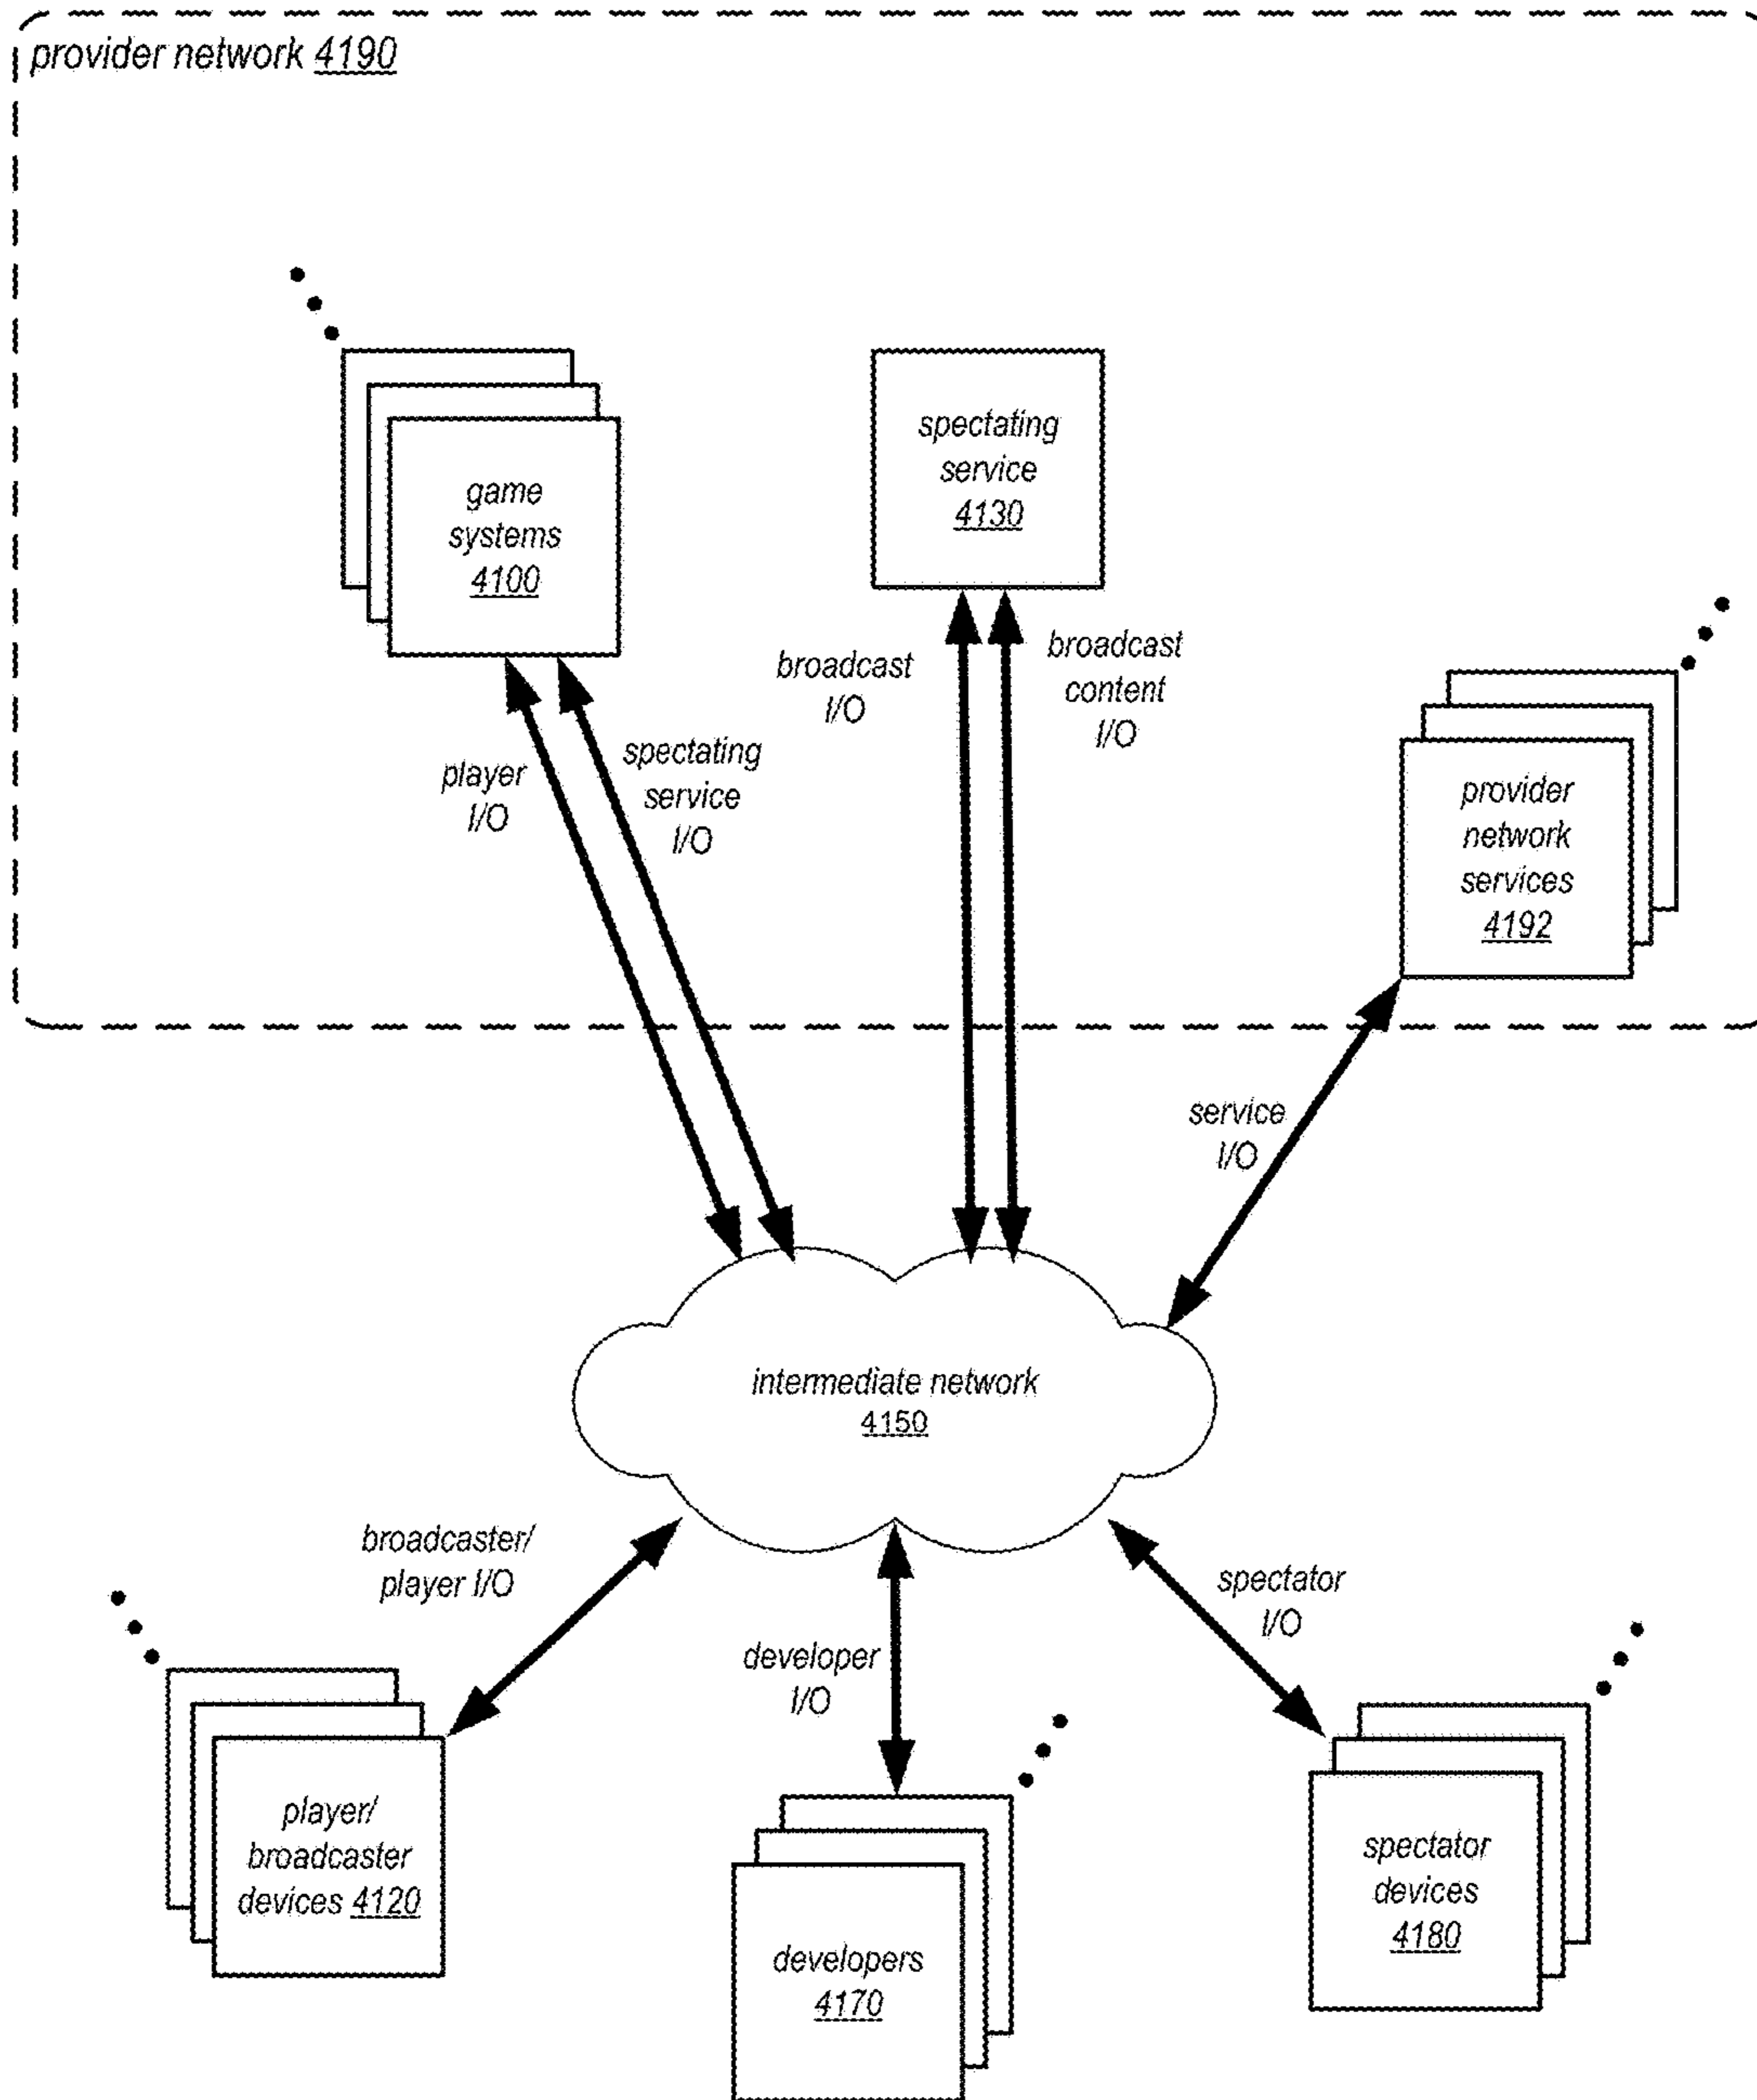 provider network 4190
game
systems
4100
spectating
service
4130
broadcast
I/O
broadcast
content
I/O
player
I/O
spectating
service
I/O
provider
network
services
4192
service
I/O
intermediate network
4150
broadcaster/
player I/O
developer
I/O
spectator
I/O
player/
broadcaster
devices 4120
developers
4170
spectator
devices
4180